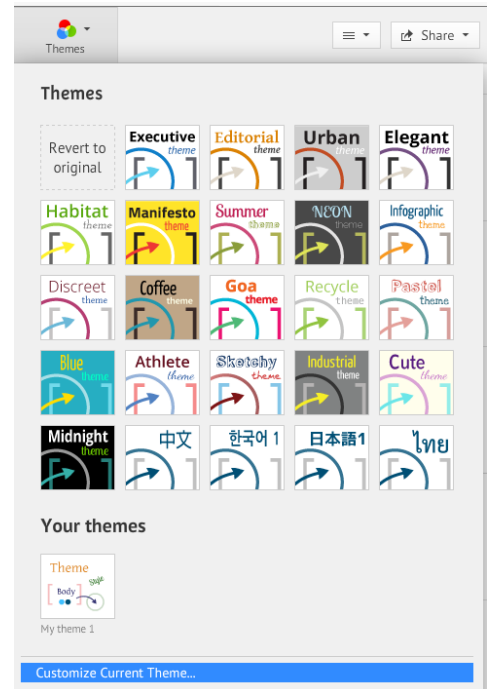 Themes
Share
Themes
Revert to
original
Executive
theme
Editorial
theme
Urban
theme
Elegant
theme
Habitat
theme
Manifesto
theme
Summer
theme
NEON
theme
Infographic
theme
Discreet
theme
Coffee
theme
Goa
theme
Recycle
theme
Pastel
theme
Blue
theme
Athlete
theme
Sketchy
theme
Industrial
theme
Cute
theme
Midnight
theme
中文
한국어 1
日本語1
ไทย
Your themes
Theme
Style
Body
My theme 1
Customize Current Theme...